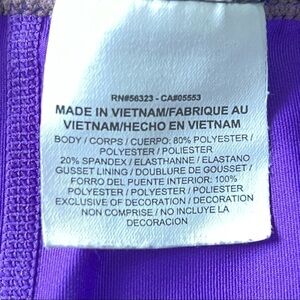 RN#56323 - CA#05553
MADE IN VIETNAM/FABRIQUE AU
VIETNAM/HECHO EN VIETNAM
BODY / CORPS / CUERPO: 80% POLYESTER /
POLYESTER / POLIESTER
20% SPANDEX / ELASTHANNE / ELASTANO
GUSSET LINING / DOUBLURE DE GOUSSET /
FORRO DEL PUENTE INTERIOR: 100%
POLYESTER / POLYESTER / POLIESTER
EXCLUSIVE OF DECORATION / DECORATION
NON COMPRISE / NO INCLUYE LA
DECORACION